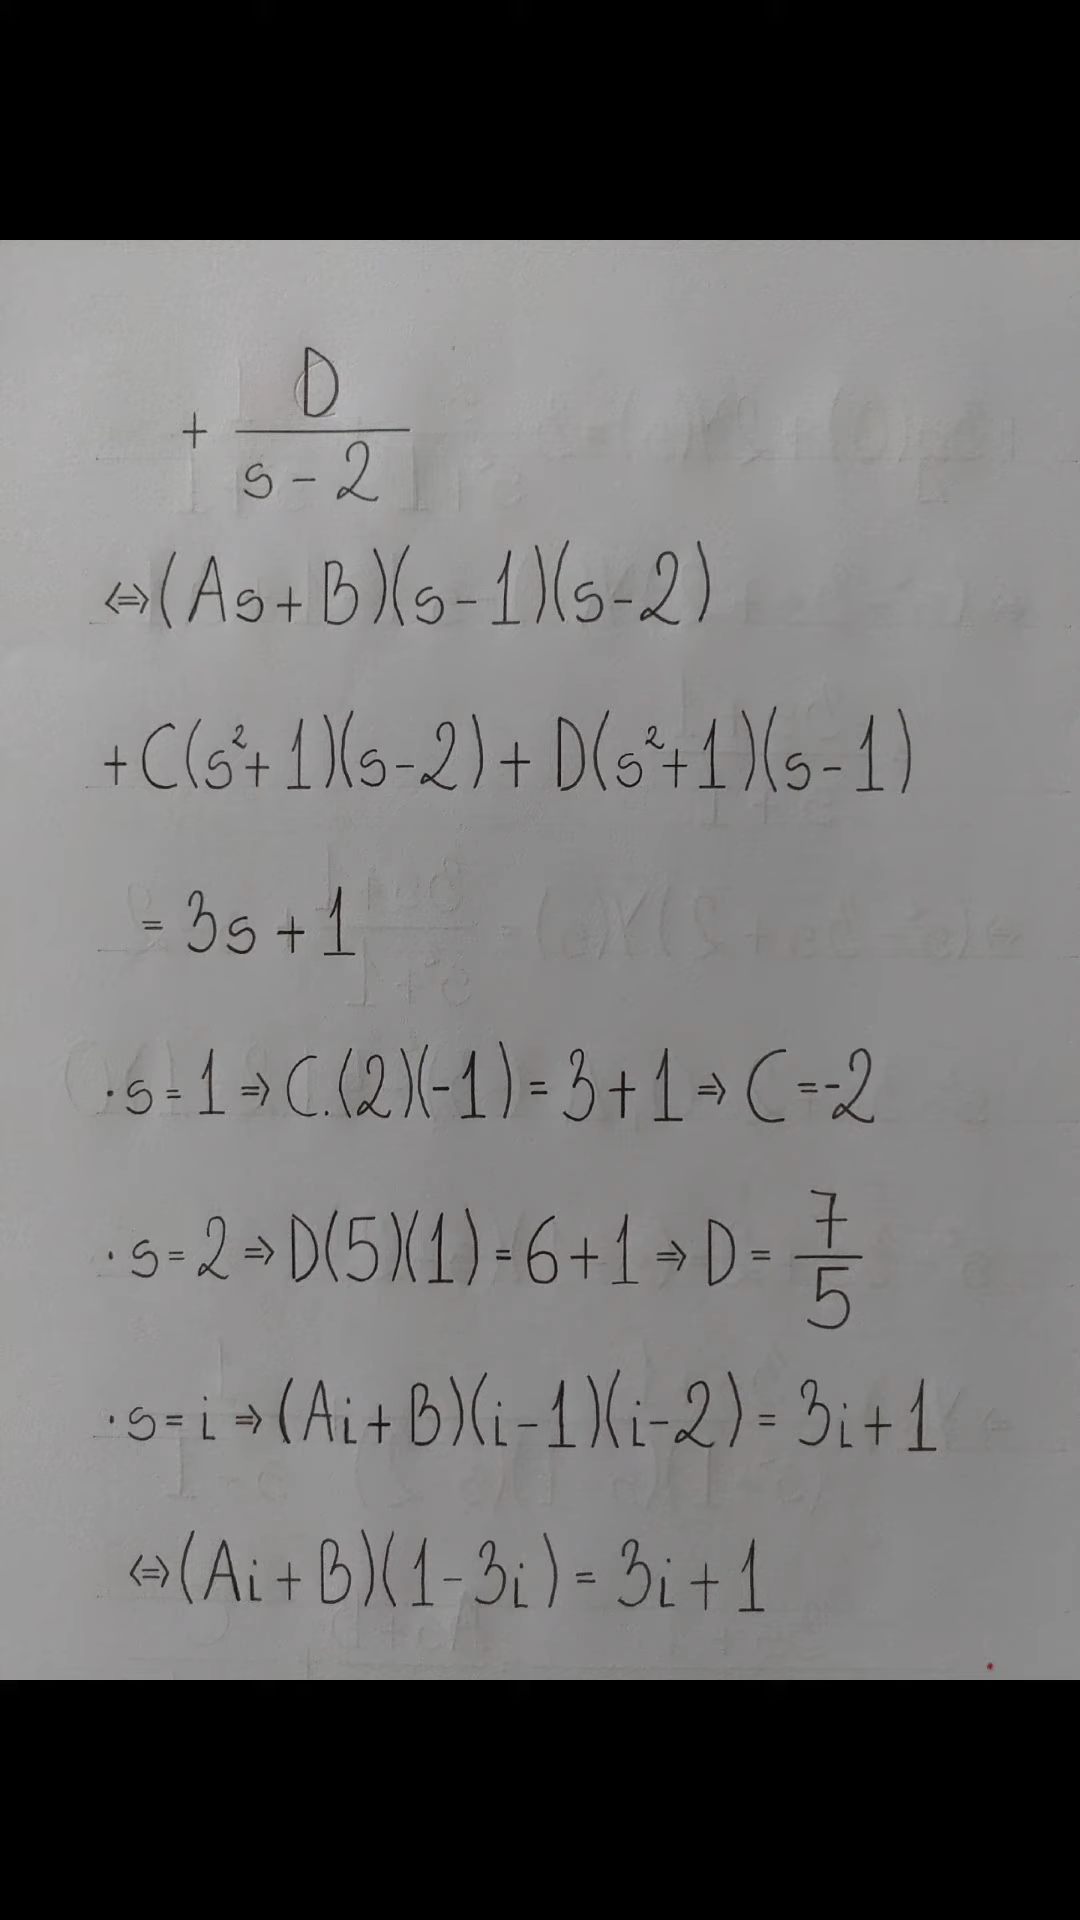 + D/(s-2)
⇔(As+B)(s-1)(s-2)
+C(s²+1)(s-2)+D(s²+1)(s-1)
= 3s+1
·s=1⇒C.(2)(-1)=3+1⇒C=-2
·s=2⇒D(5)(1)=6+1⇒D=7/5
·s=i⇒(Ai+B)(i-1)(i-2)=3i+1
⇔(Ai+B)(1-3i)=3i+1